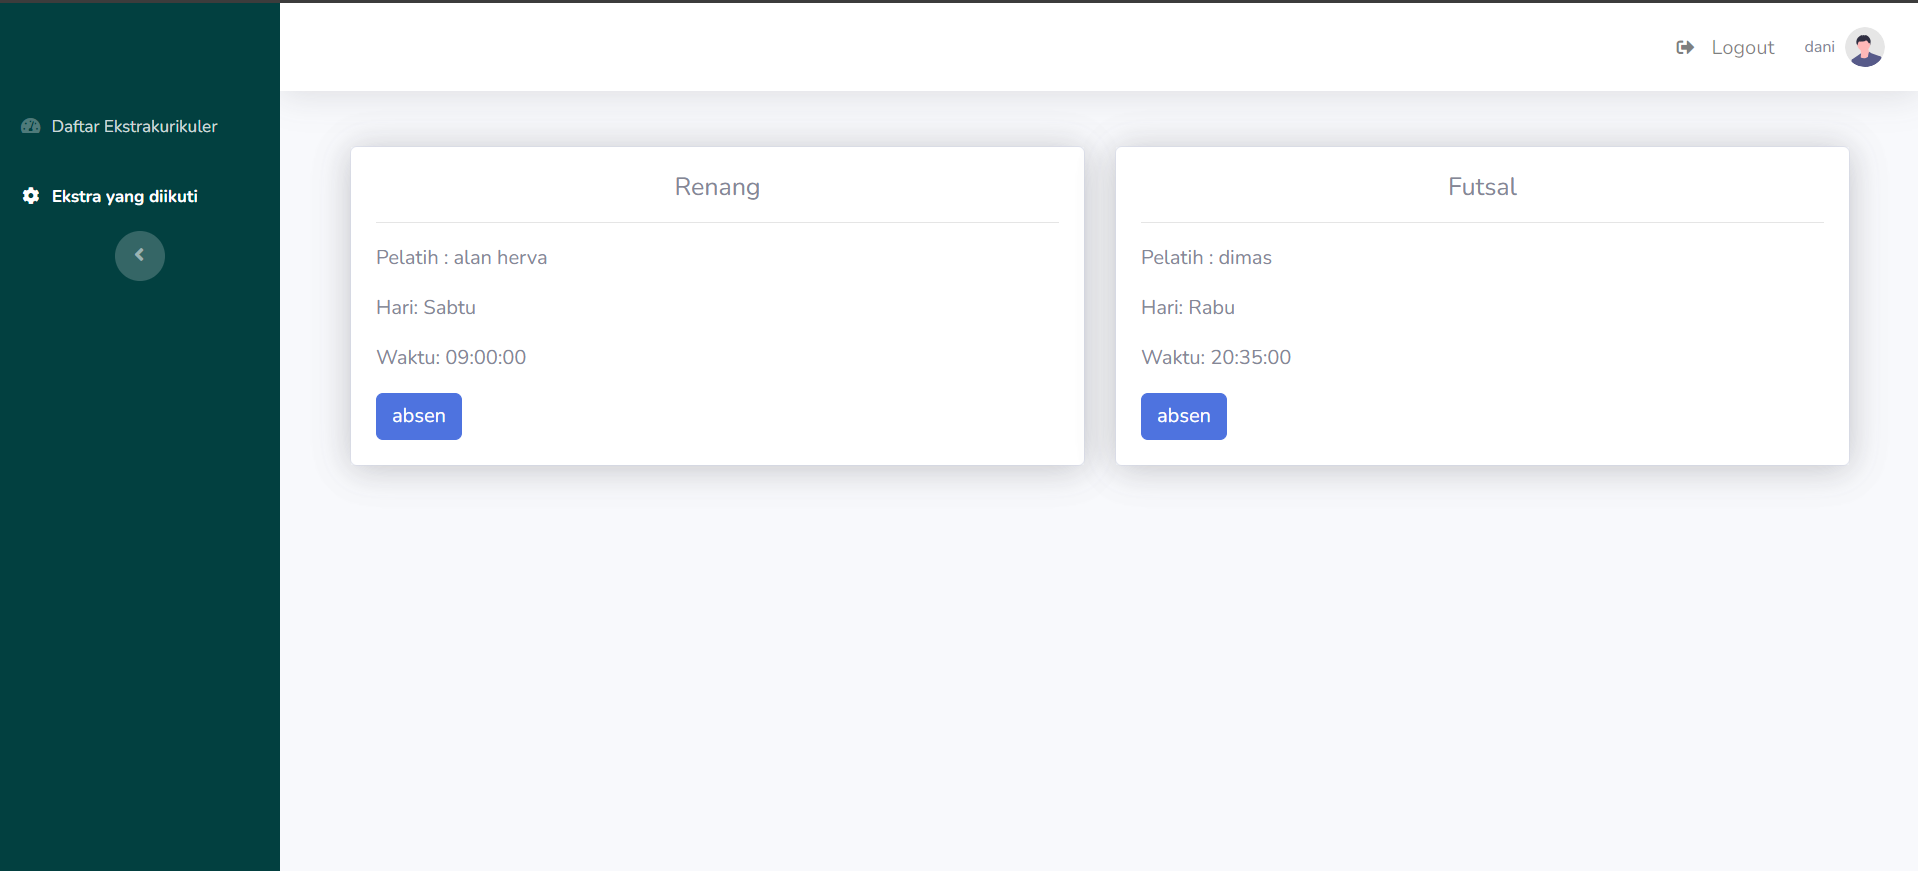 Logout
dani
Daftar Ekstrakurikuler
Ekstra yang diikuti
Renang
Pelatih : alan herva
Hari: Sabtu
Waktu: 09:00:00
absen
Futsal
Pelatih : dimas
Hari: Rabu
Waktu: 20:35:00
absen